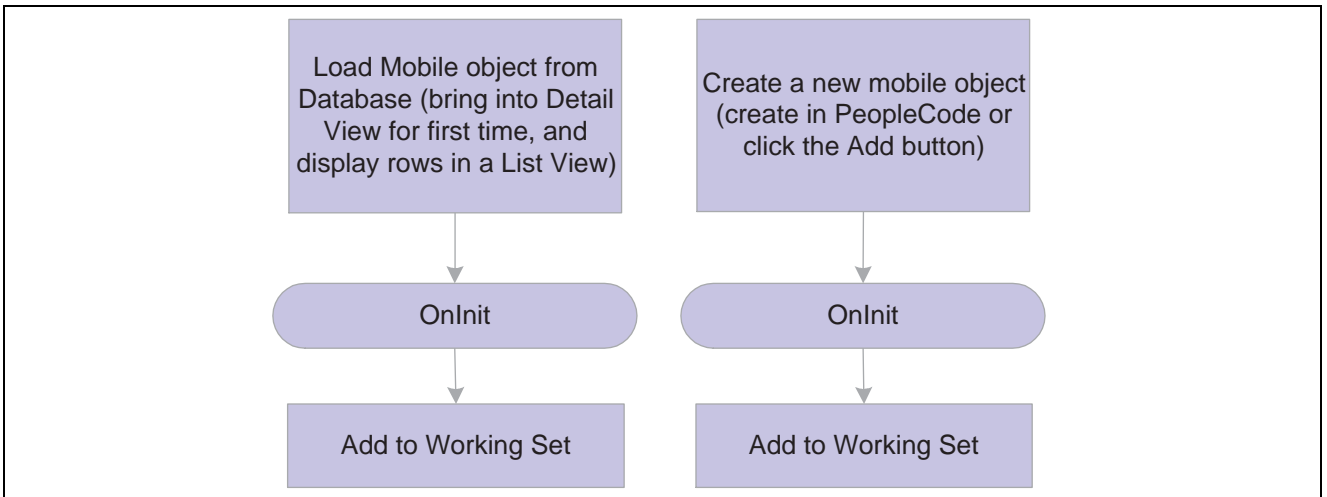 Load Mobile object from
Database (bring into Detail
View for first time, and
display rows in a List View)
Create a new mobile object
(create in PeopleCode or
click the Add button)
OnInit
OnInit
Add to Working Set
Add to Working Set